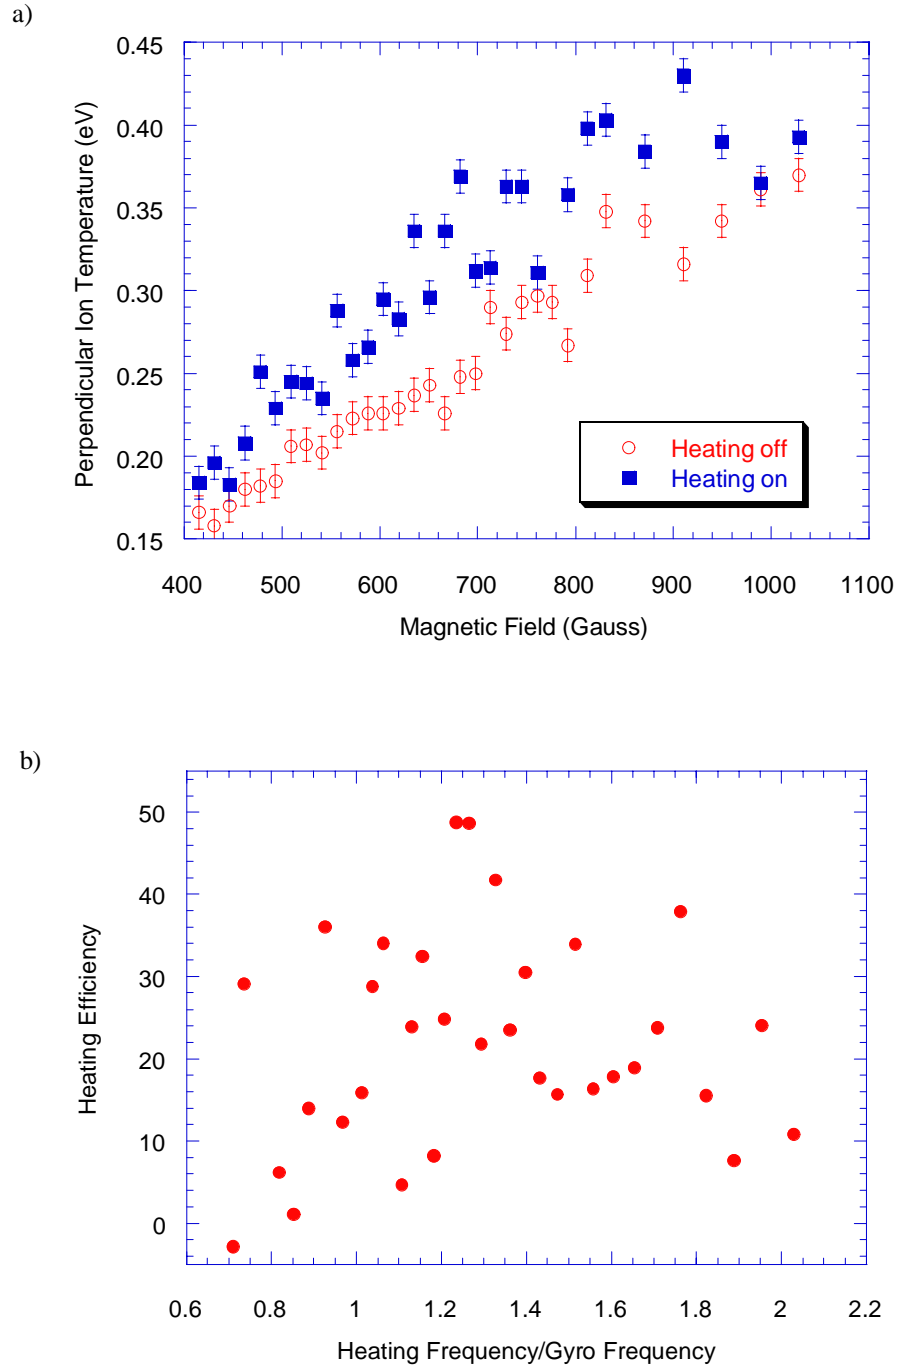 a)
0.45
0.40
0.35
0.30
0.25
0.20
0.15
Perpendicular Ion Temperature (eV)
Heating off
Heating on
400 500 600 700 800 900 1000 1100
Magnetic Field (Gauss)
b)
50
40
30
20
10
0
Heating Efficiency
0.6 0.8 1 1.2 1.4 1.6 1.8 2 2.2
Heating Frequency/Gyro Frequency